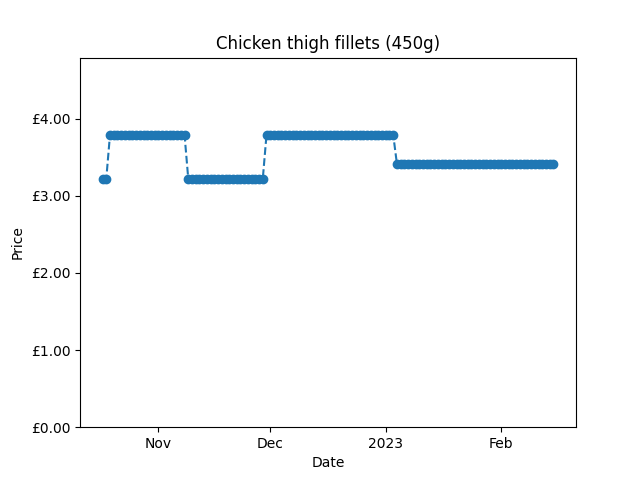 Chicken thigh fillets (450g)
£4.00
£3.00
£2.00
£1.00
£0.00
Price
Nov Dec 2023 Feb
Date